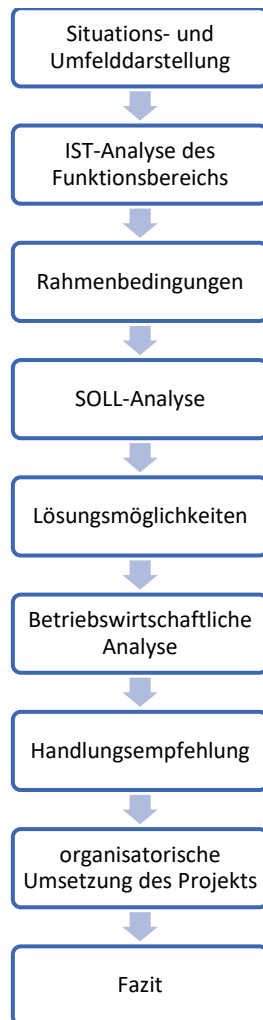 Situations- und
Umfelddarstellung
IST-Analyse des
Funktionsbereichs
Rahmenbedingungen
SOLL-Analyse
Lösungsmöglichkeiten
Betriebswirtschaftliche
Analyse
Handlungsempfehlung
organisatorische
Umsetzung des Projekts
Fazit